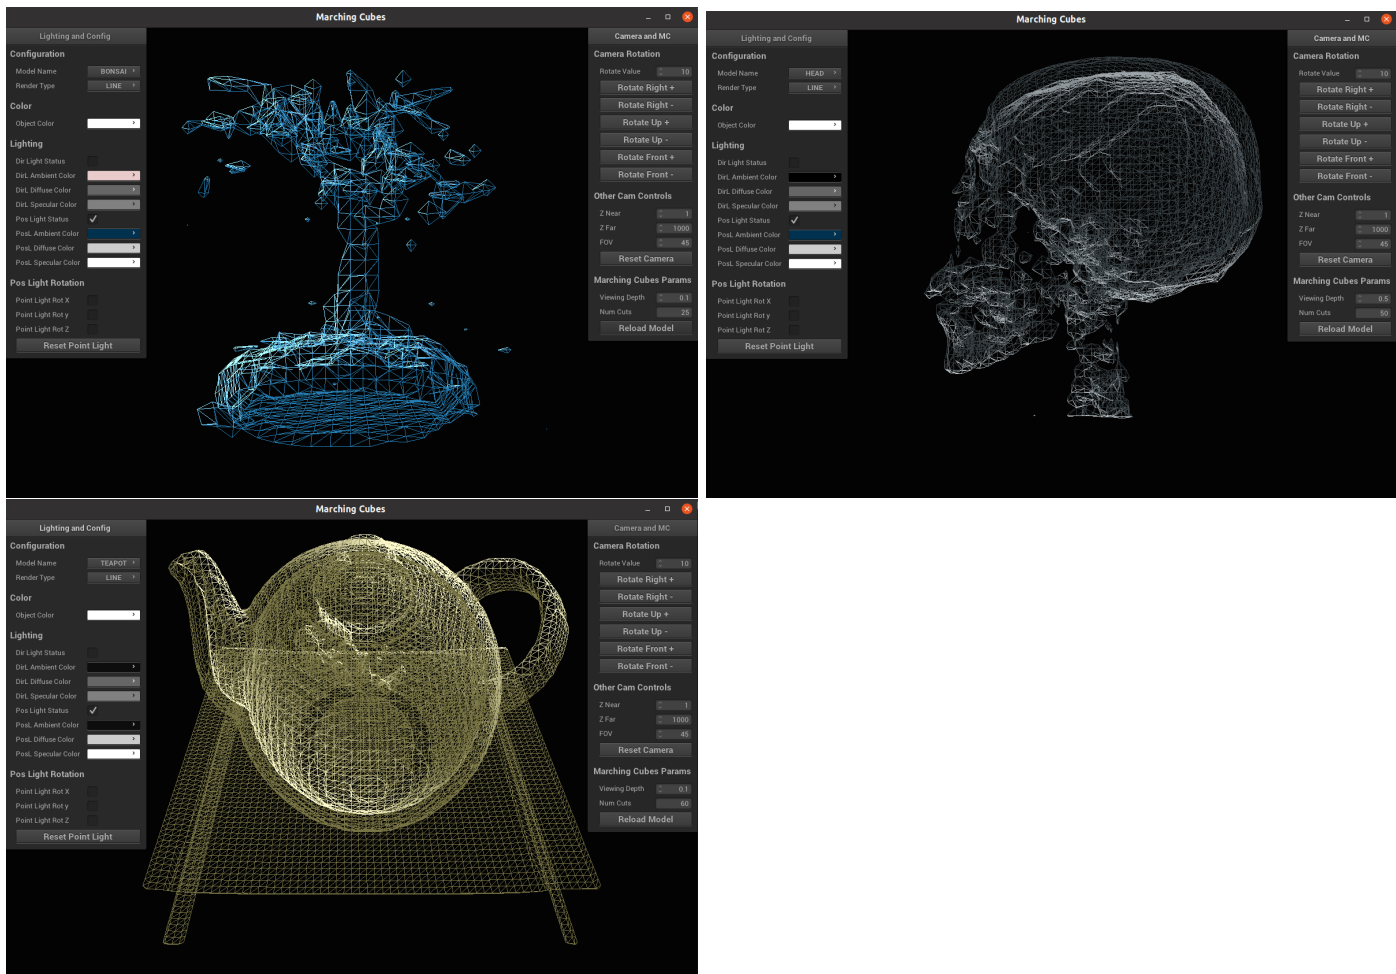 Marching Cubes
Lighting and Config
Configuration
Model Name BONSAI
Render Type LINE
Color
Object Color
Lighting
Dir Light Status
DirL Ambient Color
DirL Diffuse Color
DirL Specular Color
Pos Light Status
PosL Ambient Color
PosL Diffuse Color
PosL Specular Color
Pos Light Rotation
Point Light Rot X
Point Light Rot y
Point Light Rot Z
Reset Point Light
Camera and MC
Camera Rotation
Rotate Value 10
Rotate Right +
Rotate Right -
Rotate Up +
Rotate Up -
Rotate Front +
Rotate Front -
Other Cam Controls
Z Near 1
Z Far 1000
FOV 45
Reset Camera
Marching Cubes Params
Viewing Depth 0.1
Num Cuts 25
Reload Model
Marching Cubes
Lighting and Config
Configuration
Model Name HEAD
Render Type LINE
Color
Object Color
Lighting
Dir Light Status
DirL Ambient Color
DirL Diffuse Color
DirL Specular Color
Pos Light Status
PosL Ambient Color
PosL Diffuse Color
PosL Specular Color
Pos Light Rotation
Point Light Rot X
Point Light Rot y
Point Light Rot Z
Reset Point Light
Camera and MC
Camera Rotation
Rotate Value 10
Rotate Right +
Rotate Right -
Rotate Up +
Rotate Up -
Rotate Front +
Rotate Front -
Other Cam Controls
Z Near 1
Z Far 1000
FOV 45
Reset Camera
Marching Cubes Params
Viewing Depth 0.5
Num Cuts 50
Reload Model
Marching Cubes
Lighting and Config
Configuration
Model Name TEAPOT
Render Type LINE
Color
Object Color
Lighting
Dir Light Status
DirL Ambient Color
DirL Diffuse Color
DirL Specular Color
Pos Light Status
PosL Ambient Color
PosL Diffuse Color
PosL Specular Color
Pos Light Rotation
Point Light Rot X
Point Light Rot y
Point Light Rot Z
Reset Point Light
Camera and MC
Camera Rotation
Rotate Value 10
Rotate Right +
Rotate Right -
Rotate Up +
Rotate Up -
Rotate Front +
Rotate Front -
Other Cam Controls
Z Near 1
Z Far 1000
FOV 45
Reset Camera
Marching Cubes Params
Viewing Depth 0.1
Num Cuts 60
Reload Model